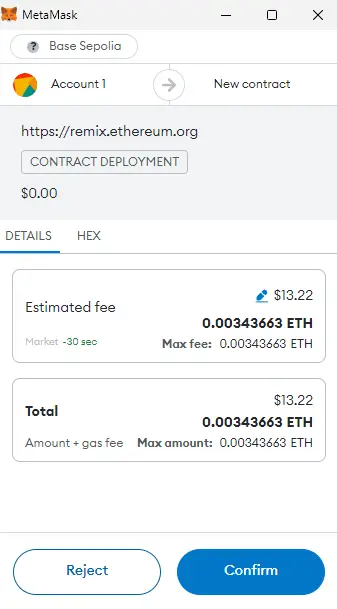 MetaMask
? Base Sepolia
Account 1 New contract
https://remix.ethereum.org
CONTRACT DEPLOYMENT
$0.00
DETAILS HEX
$13.22
Estimated fee
0.00343663 ETH
Market ~30 sec Max fee: 0.00343663 ETH
$13.22
Total
0.00343663 ETH
Amount + gas fee Max amount: 0.00343663 ETH
Reject Confirm